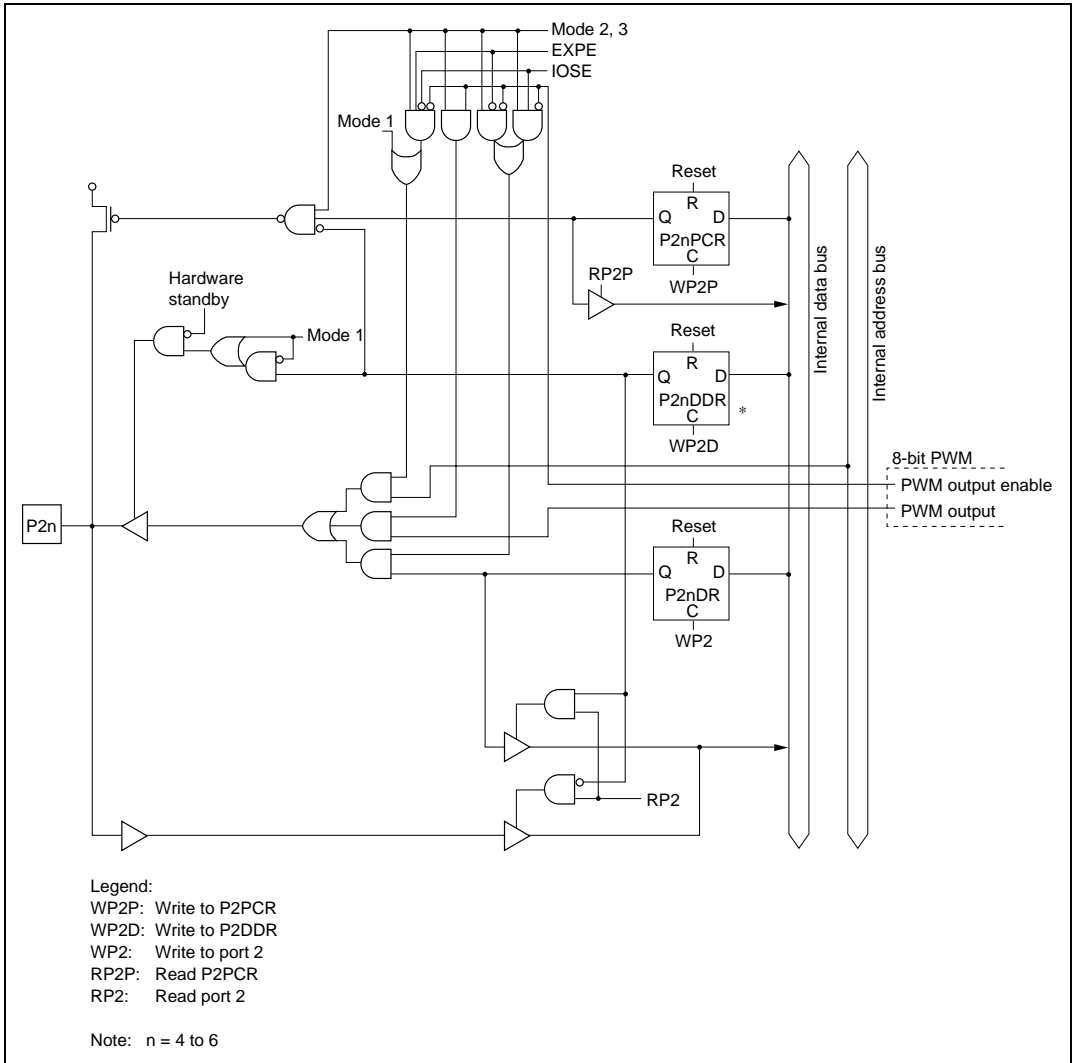 Mode 2, 3
EXPE
IOSE
Mode 1
Reset
R
Q D
P2nPCR
C
WP2P
RP2P
Hardware
standby
Mode 1
Reset
R
Q D
P2nDDR
C
*
WP2D
Internal data bus
Internal address bus
8-bit PWM
PWM output enable
PWM output
P2n
Reset
R
Q D
P2nDR
C
WP2
RP2
Legend:
WP2P: Write to P2PCR
WP2D: Write to P2DDR
WP2: Write to port 2
RP2P: Read P2PCR
RP2: Read port 2
Note: n = 4 to 6